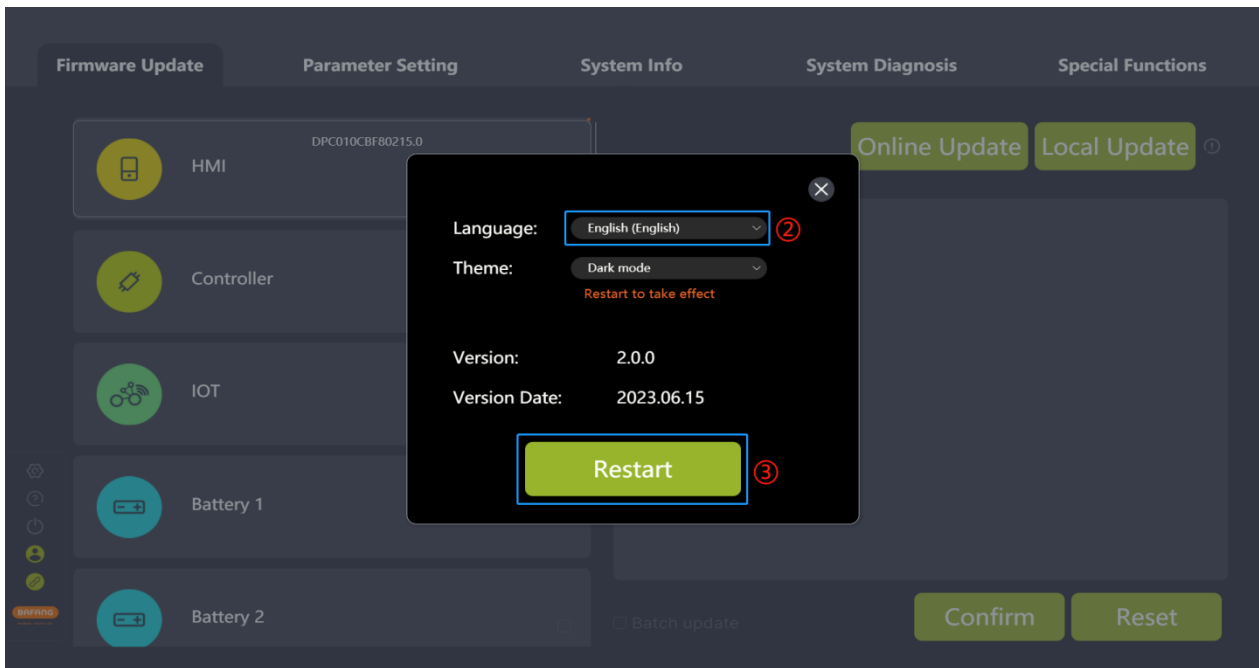 Firmware Update
Parameter Setting
System Info
System Diagnosis
Special Functions
DPC010CBF80215.0
HMI
Online Update
Local Update
Language:
English (English)
②
Theme:
Dark mode
Restart to take effect
Controller
Version:
2.0.0
IOT
Version Date:
2023.06.15
Restart
③
Battery 1
BAFANG
Battery 2
Batch update
Confirm
Reset